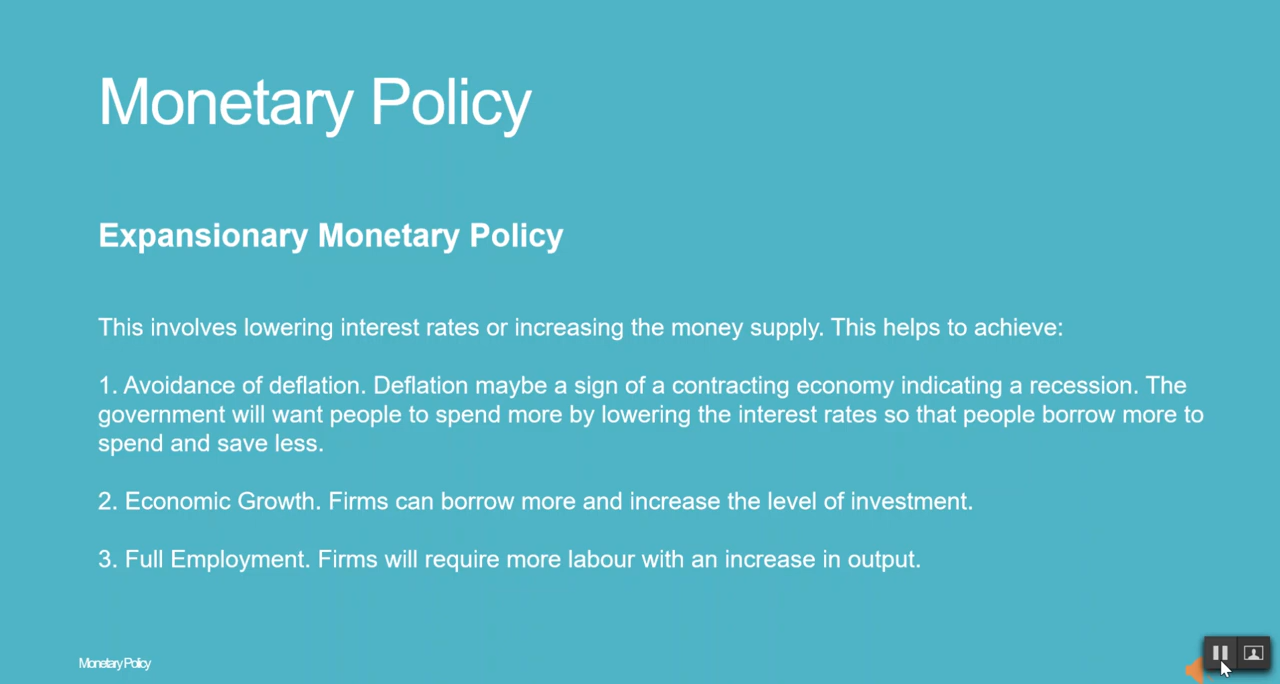 Monetary Policy
Expansionary Monetary Policy
This involves lowering interest rates or increasing the money supply. This helps to achieve:
1. Avoidance of deflation. Deflation maybe a sign of a contracting economy indicating a recession. The
government will want people to spend more by lowering the interest rates so that people borrow more to
spend and save less.
2. Economic Growth. Firms can borrow more and increase the level of investment.
3. Full Employment. Firms will require more labour with an increase in output.
Monetary Policy